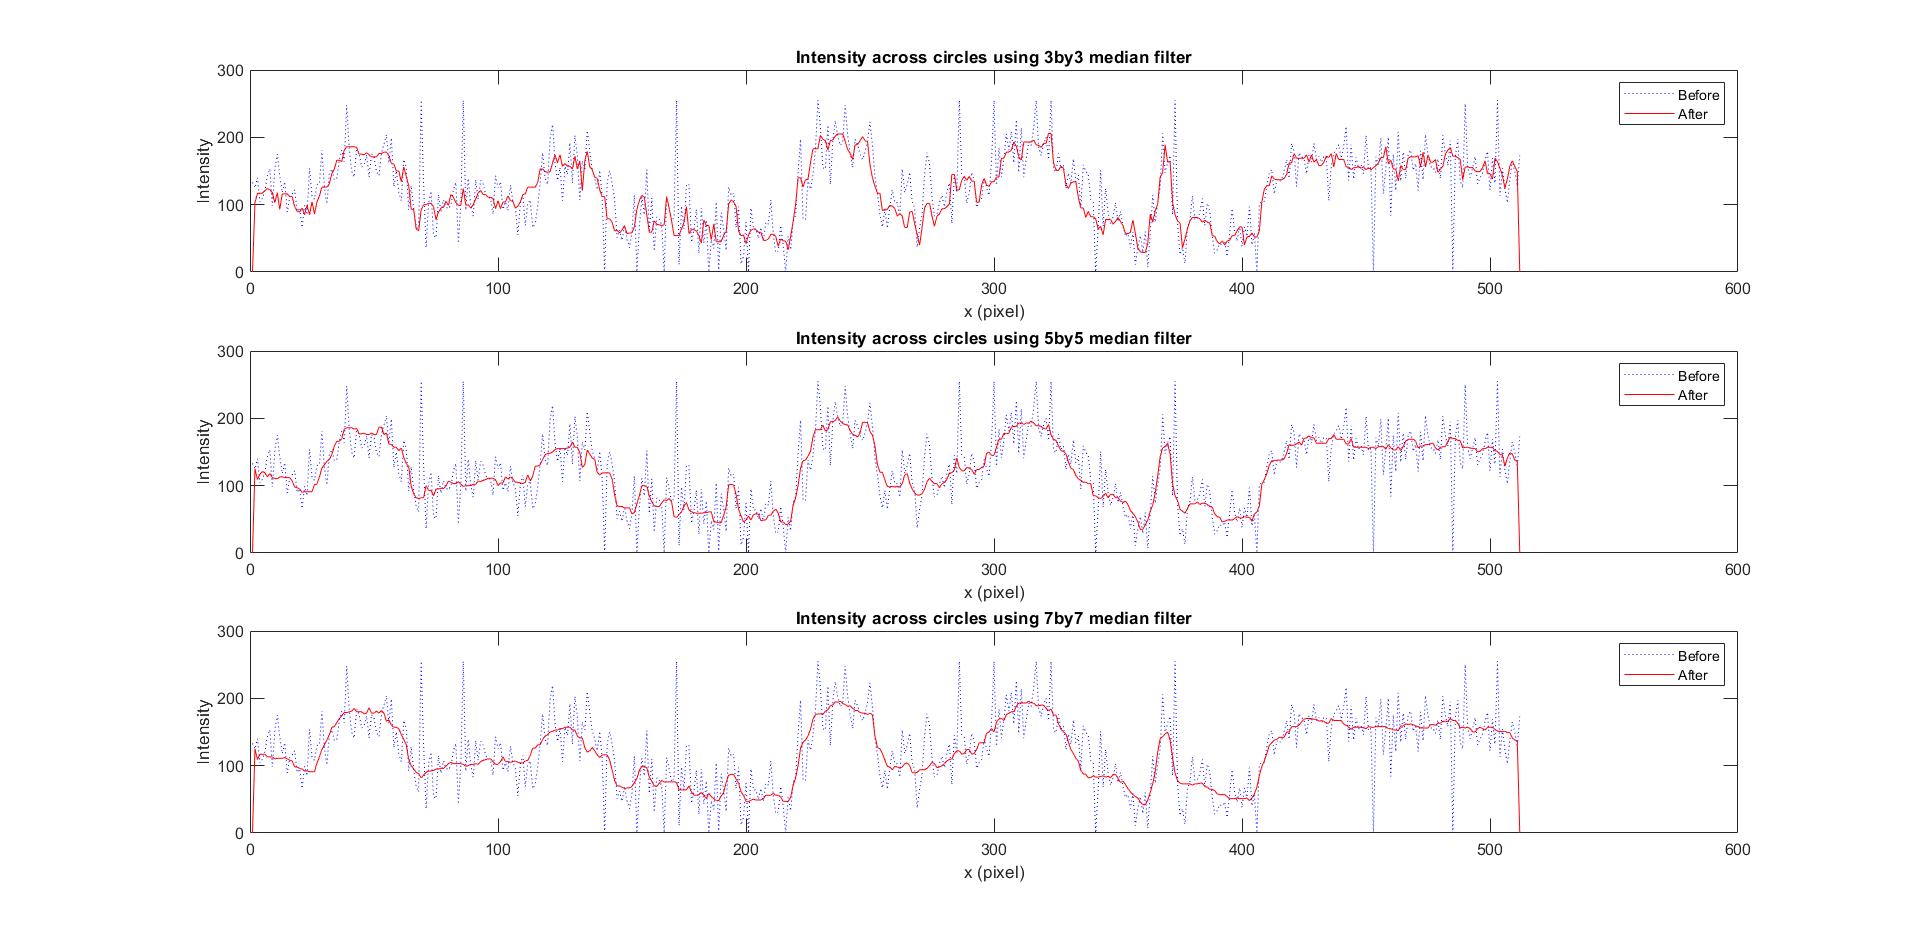 Intensity across circles using 3by3 median filter
Intensity
300
200
100
0
Before
After
0 100 200 300 400 500 600
x (pixel)
Intensity across circles using 5by5 median filter
Intensity
300
200
100
0
Before
After
0 100 200 300 400 500 600
x (pixel)
Intensity across circles using 7by7 median filter
Intensity
300
200
100
0
Before
After
0 100 200 300 400 500 600
x (pixel)